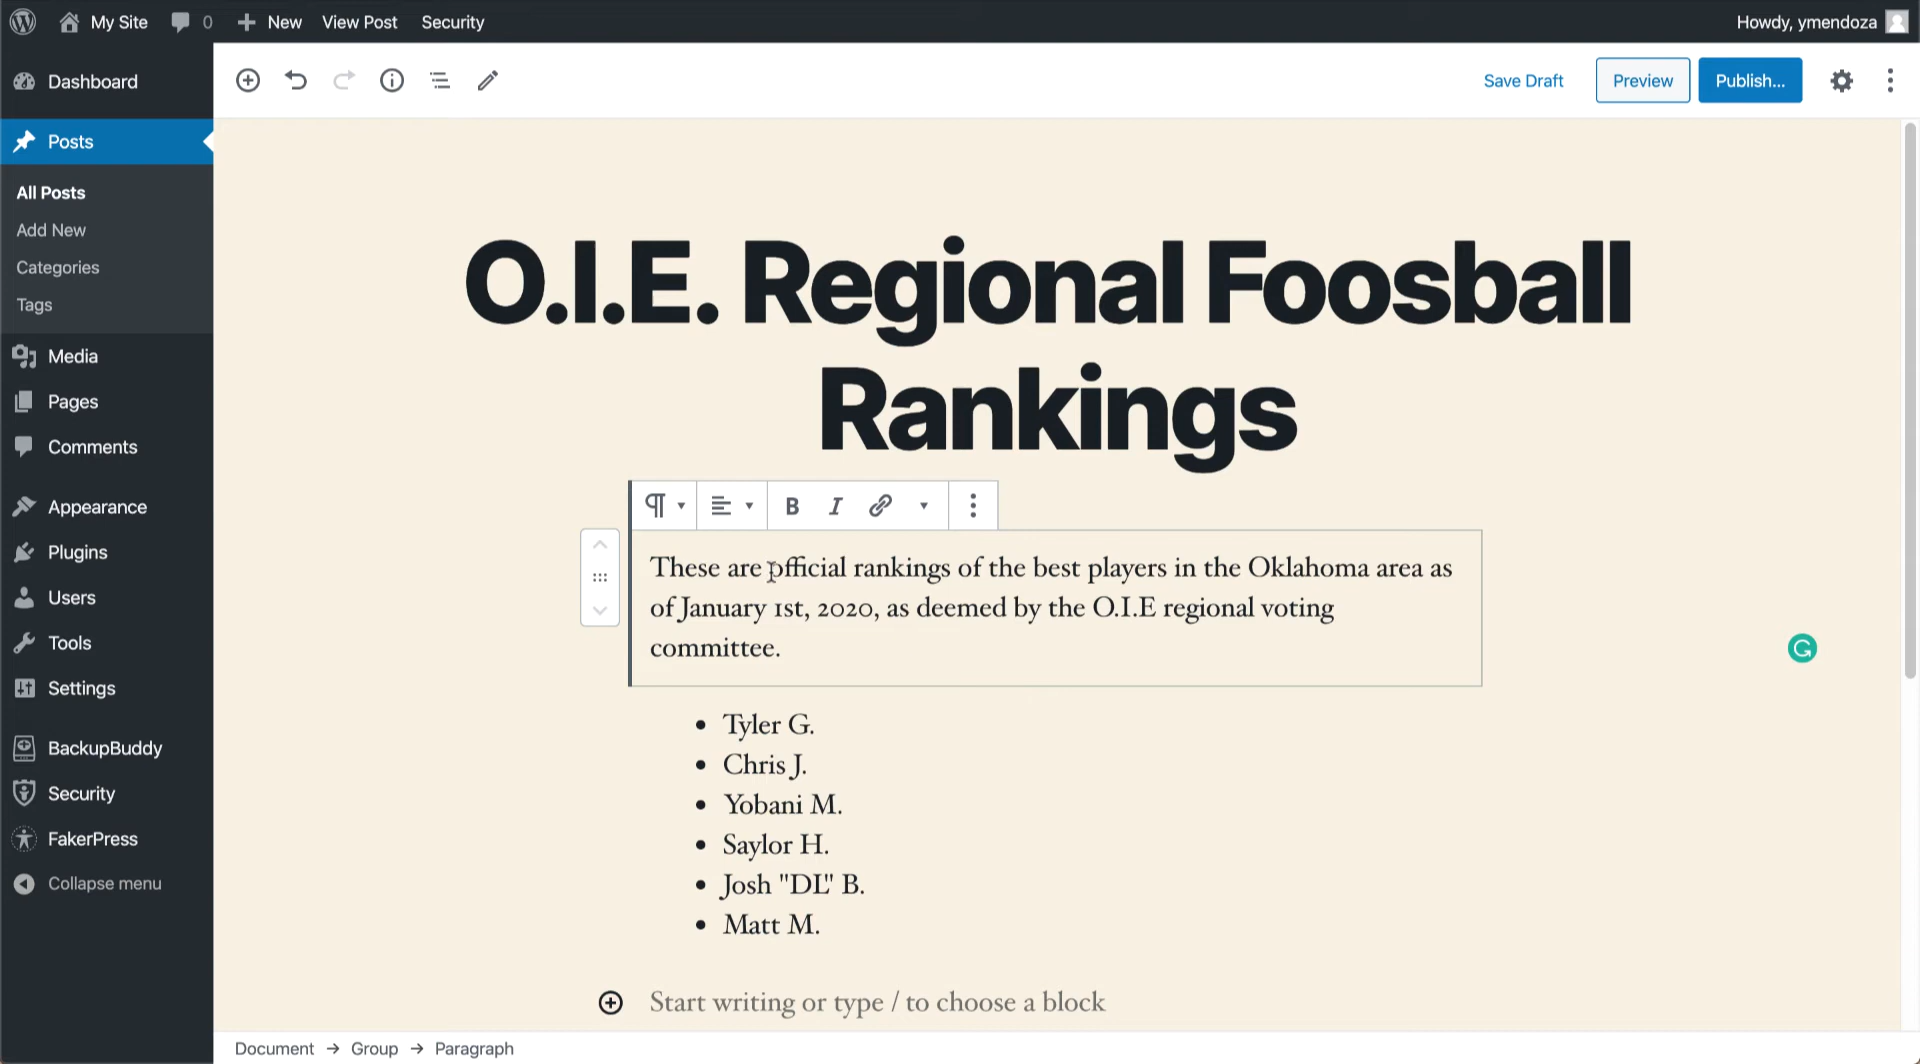 My Site 0 New View Post Security Howdy, ymendoza
Dashboard
Posts
All Posts
Add New
Categories
Tags
Media
Pages
Comments
Appearance
Plugins
Users
Tools
Settings
BackupBuddy
Security
FakerPress
Collapse menu
Save Draft Preview Publish...
O.I.E. Regional Foosball
Rankings
B I
These are official rankings of the best players in the Oklahoma area as
of January 1st, 2020, as deemed by the O.I.E regional voting
committee.
• Tyler G.
• Chris J.
• Yobani M.
• Saylor H.
• Josh "DL" B.
• Matt M.
Start writing or type / to choose a block
Document → Group → Paragraph